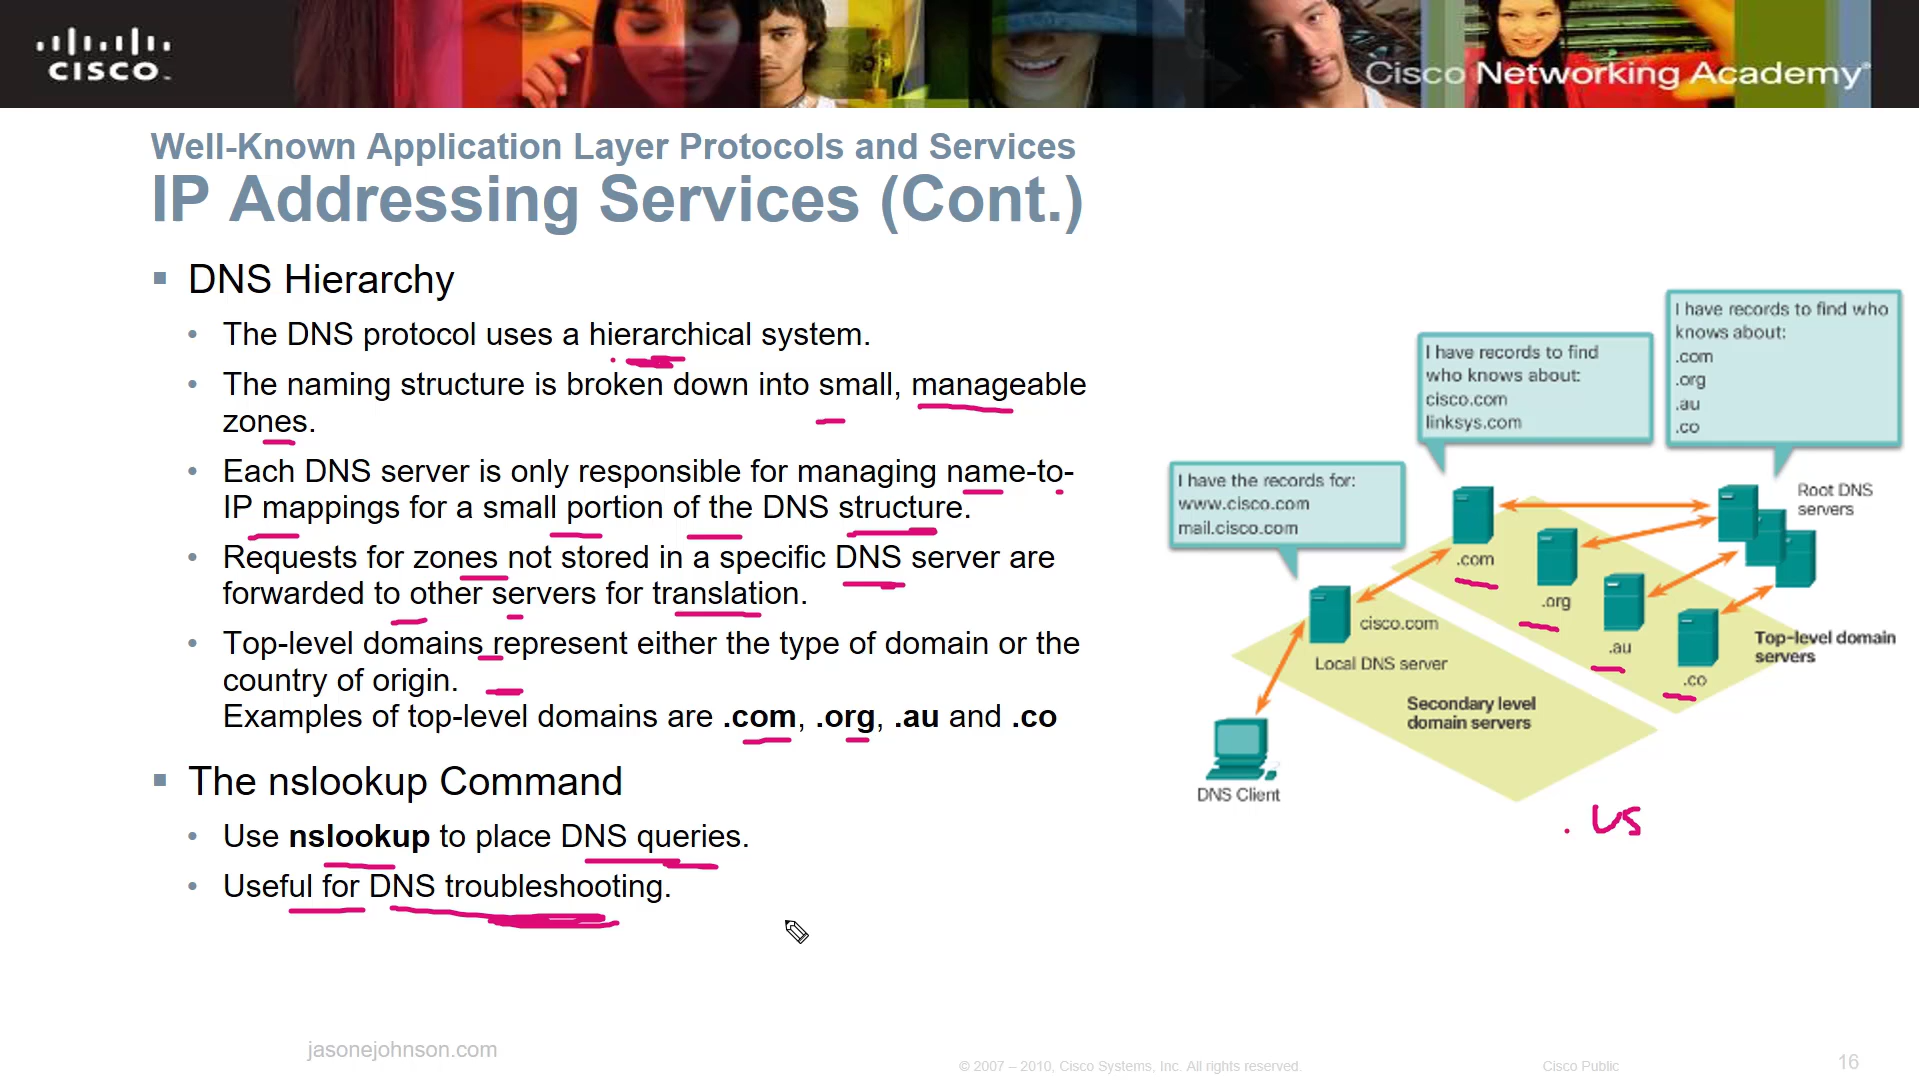 CISCO
Cisco Networking Academy®
Well-Known Application Layer Protocols and Services
IP Addressing Services (Cont.)
DNS Hierarchy
The DNS protocol uses a hierarchical system.
The naming structure is broken down into small, manageable
zones.
Each DNS server is only responsible for managing name-to-
IP mappings for a small portion of the DNS structure.
Requests for zones not stored in a specific DNS server are
forwarded to other servers for translation.
Top-level domains represent either the type of domain or the
country of origin.
Examples of top-level domains are .com, .org, .au and .co
The nslookup Command
Use nslookup to place DNS queries.
Useful for DNS troubleshooting.
I have records to find who
knows about:
.com
.org
.au
.co
I have records to find
who knows about:
cisco.com
linksys.com
I have the records for:
www.cisco.com
mail.cisco.com
Root DNS
servers
.com
.org
.au
.co
Top-level domain
servers
cisco.com
Local DNS server
Secondary level
domain servers
DNS Client
. us
jasonejohnson.com
© 2007 – 2010, Cisco Systems, Inc. All rights reserved.
Cisco Public
16